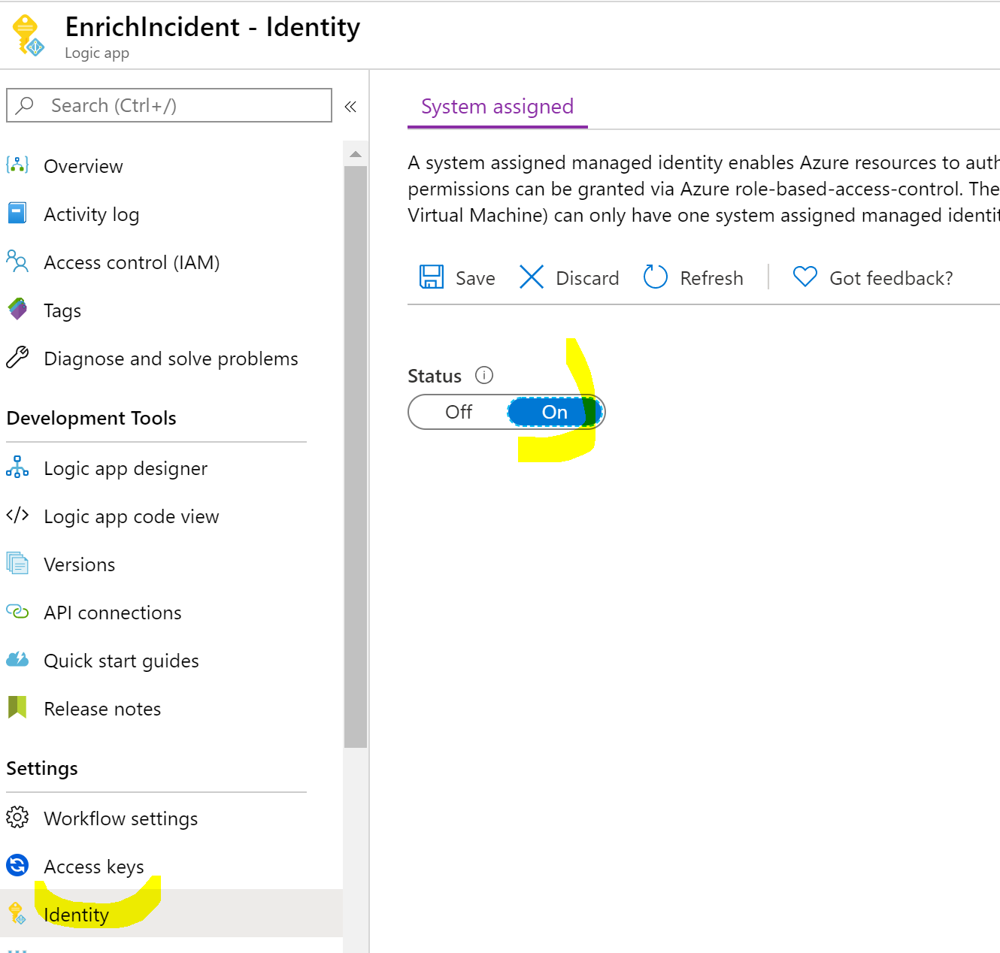 EnrichIncident - Identity
Logic app
Search (Ctrl+/)
«
Overview
Activity log
Access control (IAM)
Tags
Diagnose and solve problems
Development Tools
Logic app designer
Logic app code view
Versions
API connections
Quick start guides
Release notes
Settings
Workflow settings
Access keys
Identity
System assigned
A system assigned managed identity enables Azure resources to auth
permissions can be granted via Azure role-based-access-control. The
Virtual Machine) can only have one system assigned managed identit
Save Discard Refresh Got feedback?
Status
Off On